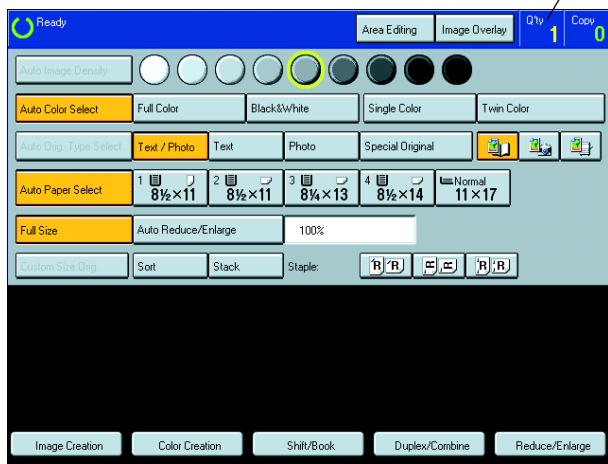 Ready Area Editing Image Overlay Q'ty 1 Copy 0
Auto Image Density
Auto Color Select Full Color Black&White Single Color Twin Color
Auto Orig. Type Select Text / Photo Text Photo Special Original
Auto Paper Select 1 8½×11 2 8½×11 3 8¼×13 4 8½×14 Normal 11×17
Full Size Auto Reduce/Enlarge 100%
Custom Size Orig. Sort Stack Staple: R R R R R R
Image Creation Color Creation Shift/Book Duplex/Combine Reduce/Enlarge